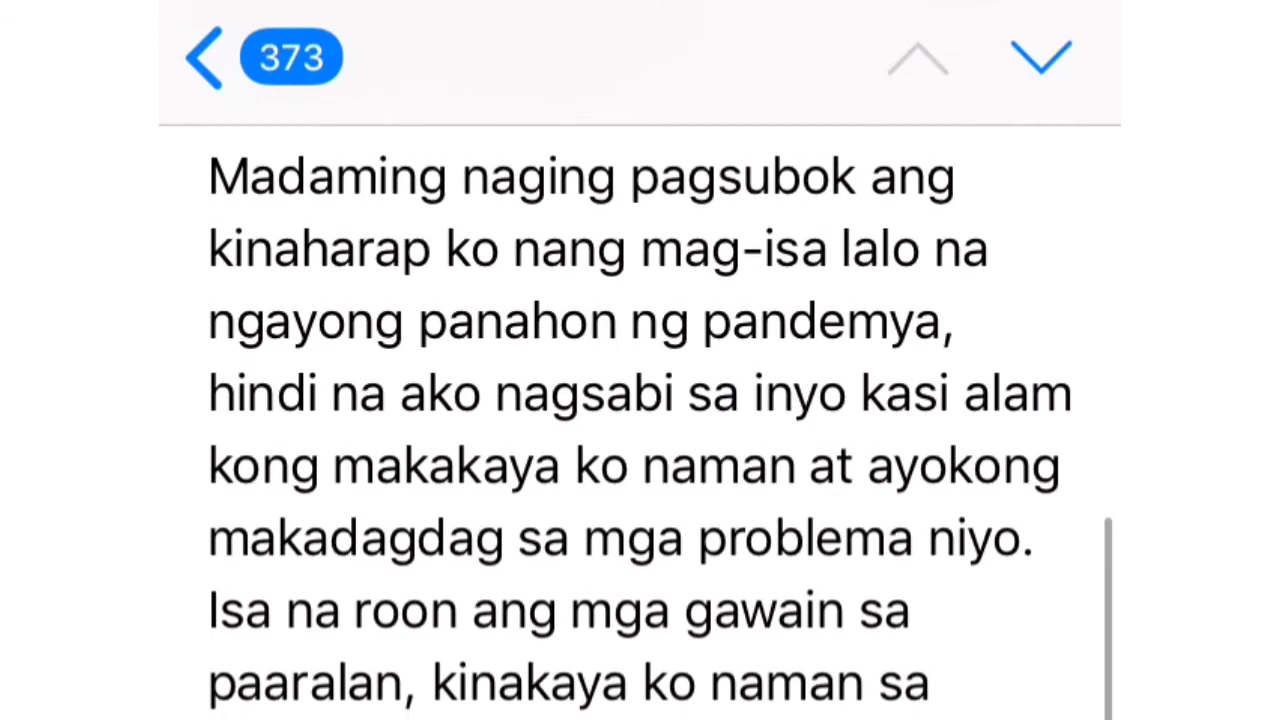 373
Madaming naging pagsubok ang
kinaharap ko nang mag-isa lalo na
ngayong panahon ng pandemya,
hindi na ako nagsabi sa inyo kasi alam
kong makakaya ko naman at ayokong
makadagdag sa mga problema niyo.
Isa na roon ang mga gawain sa
paaralan, kinakaya ko naman sa